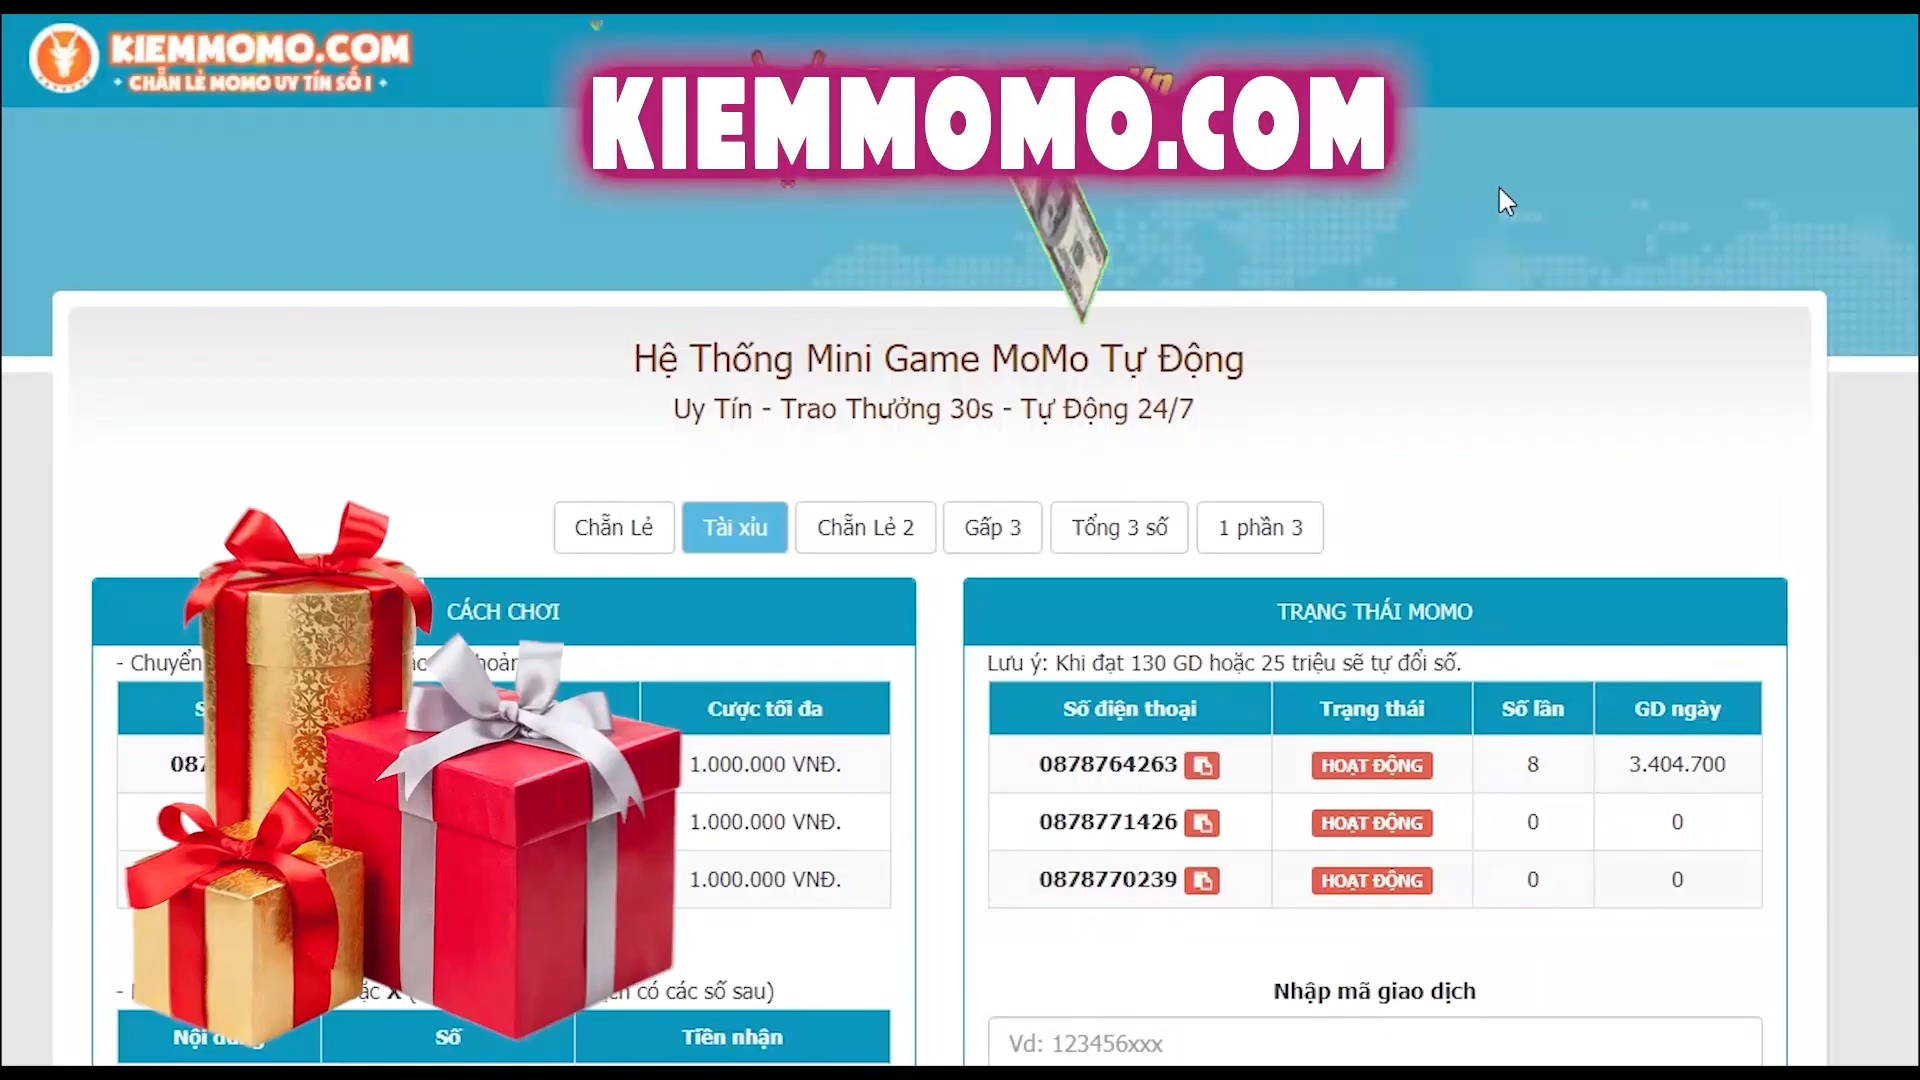 KIEMMOMO.COM
CHẴN LẺ MOMO UY TÍN SỐ 1
KIEMMOMO.COM
Hệ Thống Mini Game MoMo Tự Động
Uy Tín - Trao Thưởng 30s - Tự Động 24/7
Chẵn Lẻ
Tài xỉu
Chẵn Lẻ 2
Gấp 3
Tổng 3 số
1 phần 3
CÁCH CHƠI
- Chuyển
Cược tối đa
087
1.000.000 VNĐ.
1.000.000 VNĐ.
1.000.000 VNĐ.
X
có các số sau)
Nội dung
Số
Tiền nhận
TRẠNG THÁI MOMO
Lưu ý: Khi đạt 130 GD hoặc 25 triệu sẽ tự đổi số.
Số điện thoại Trạng thái Số lần GD ngày
0878764263 HOẠT ĐỘNG 8 3.404.700
0878771426 HOẠT ĐỘNG 0 0
0878770239 HOẠT ĐỘNG 0 0
Nhập mã giao dịch
Vd: 123456xxx